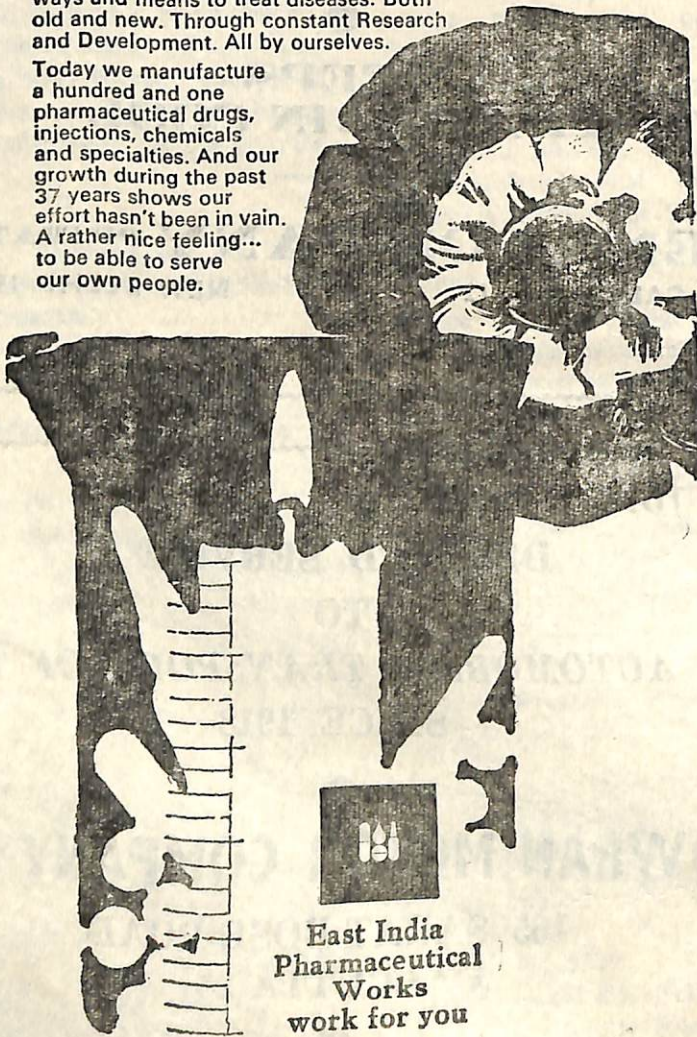 ways and means to treat diseases. Both
old and new. Through constant Research
and Development. All by ourselves.
Today we manufacture
a hundred and one
pharmaceutical drugs,
injections, chemicals
and specialties. And our
growth during the past
37 years shows our
effort hasn't been in vain.
A rather nice feeling...
to be able to serve
our own people.
East India
Pharmaceutical
Works
work for you